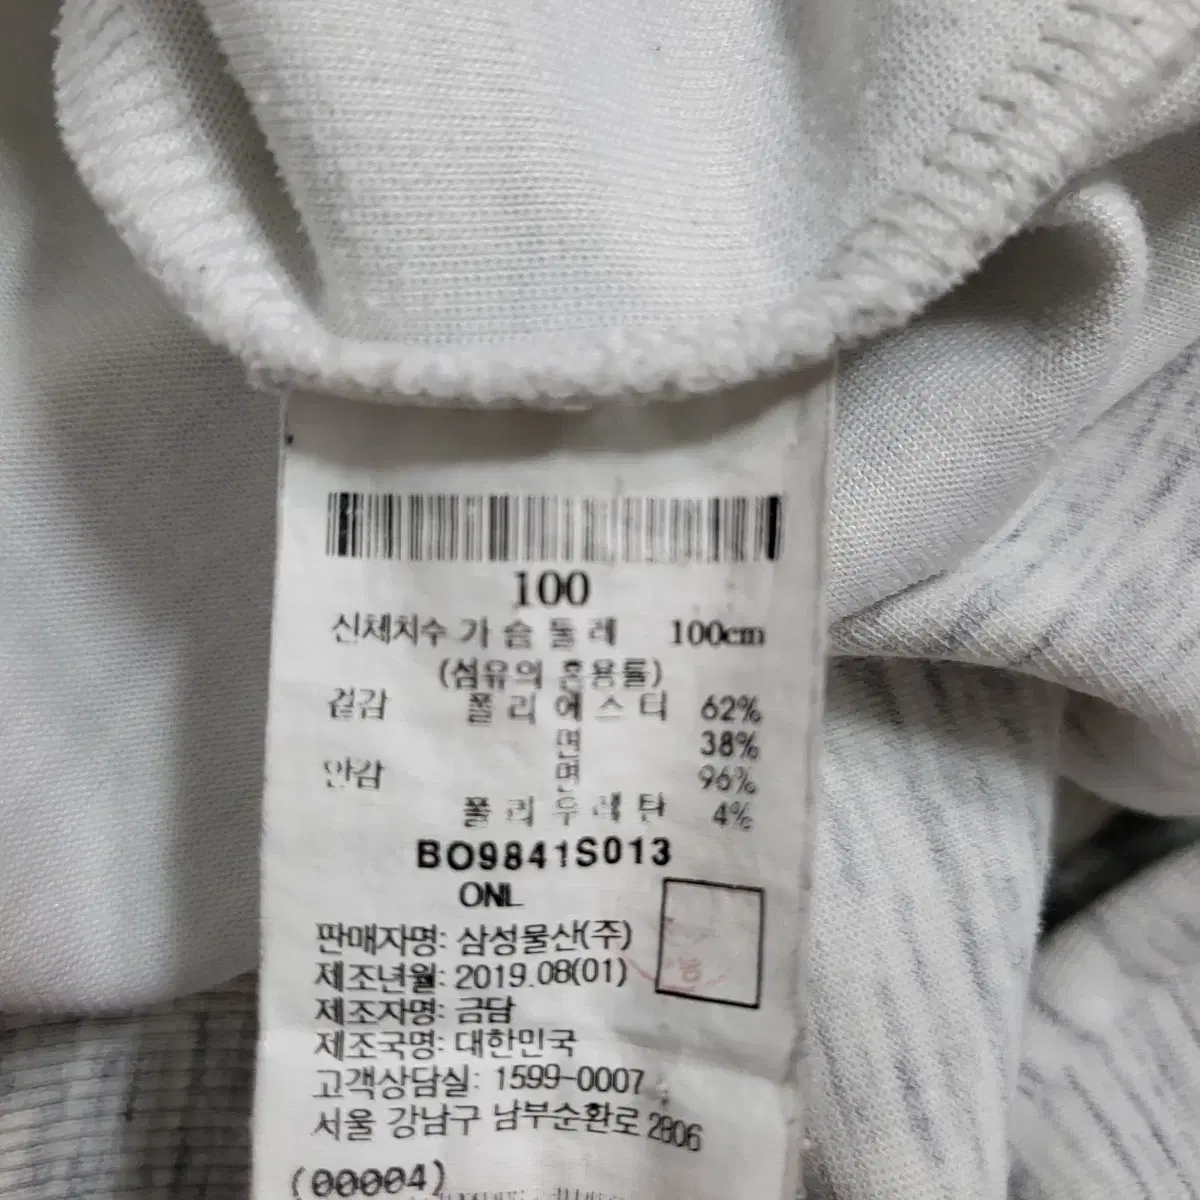 100
신체치수 가 슴 둘 레 100cm
(섬유의 혼용률)
겉감 폴 리 에 스 터 62%
면 38%
안감 면 96%
폴 리 우 레 탄 4%
BO9841S013
ONL
판매자명: 삼성물산(주)
제조년월: 2019.08(01)
제조자명: 금담
제조국명: 대한민국
고객상담실: 1599-0007
서울 강남구 남부순환로 2806
(00004)